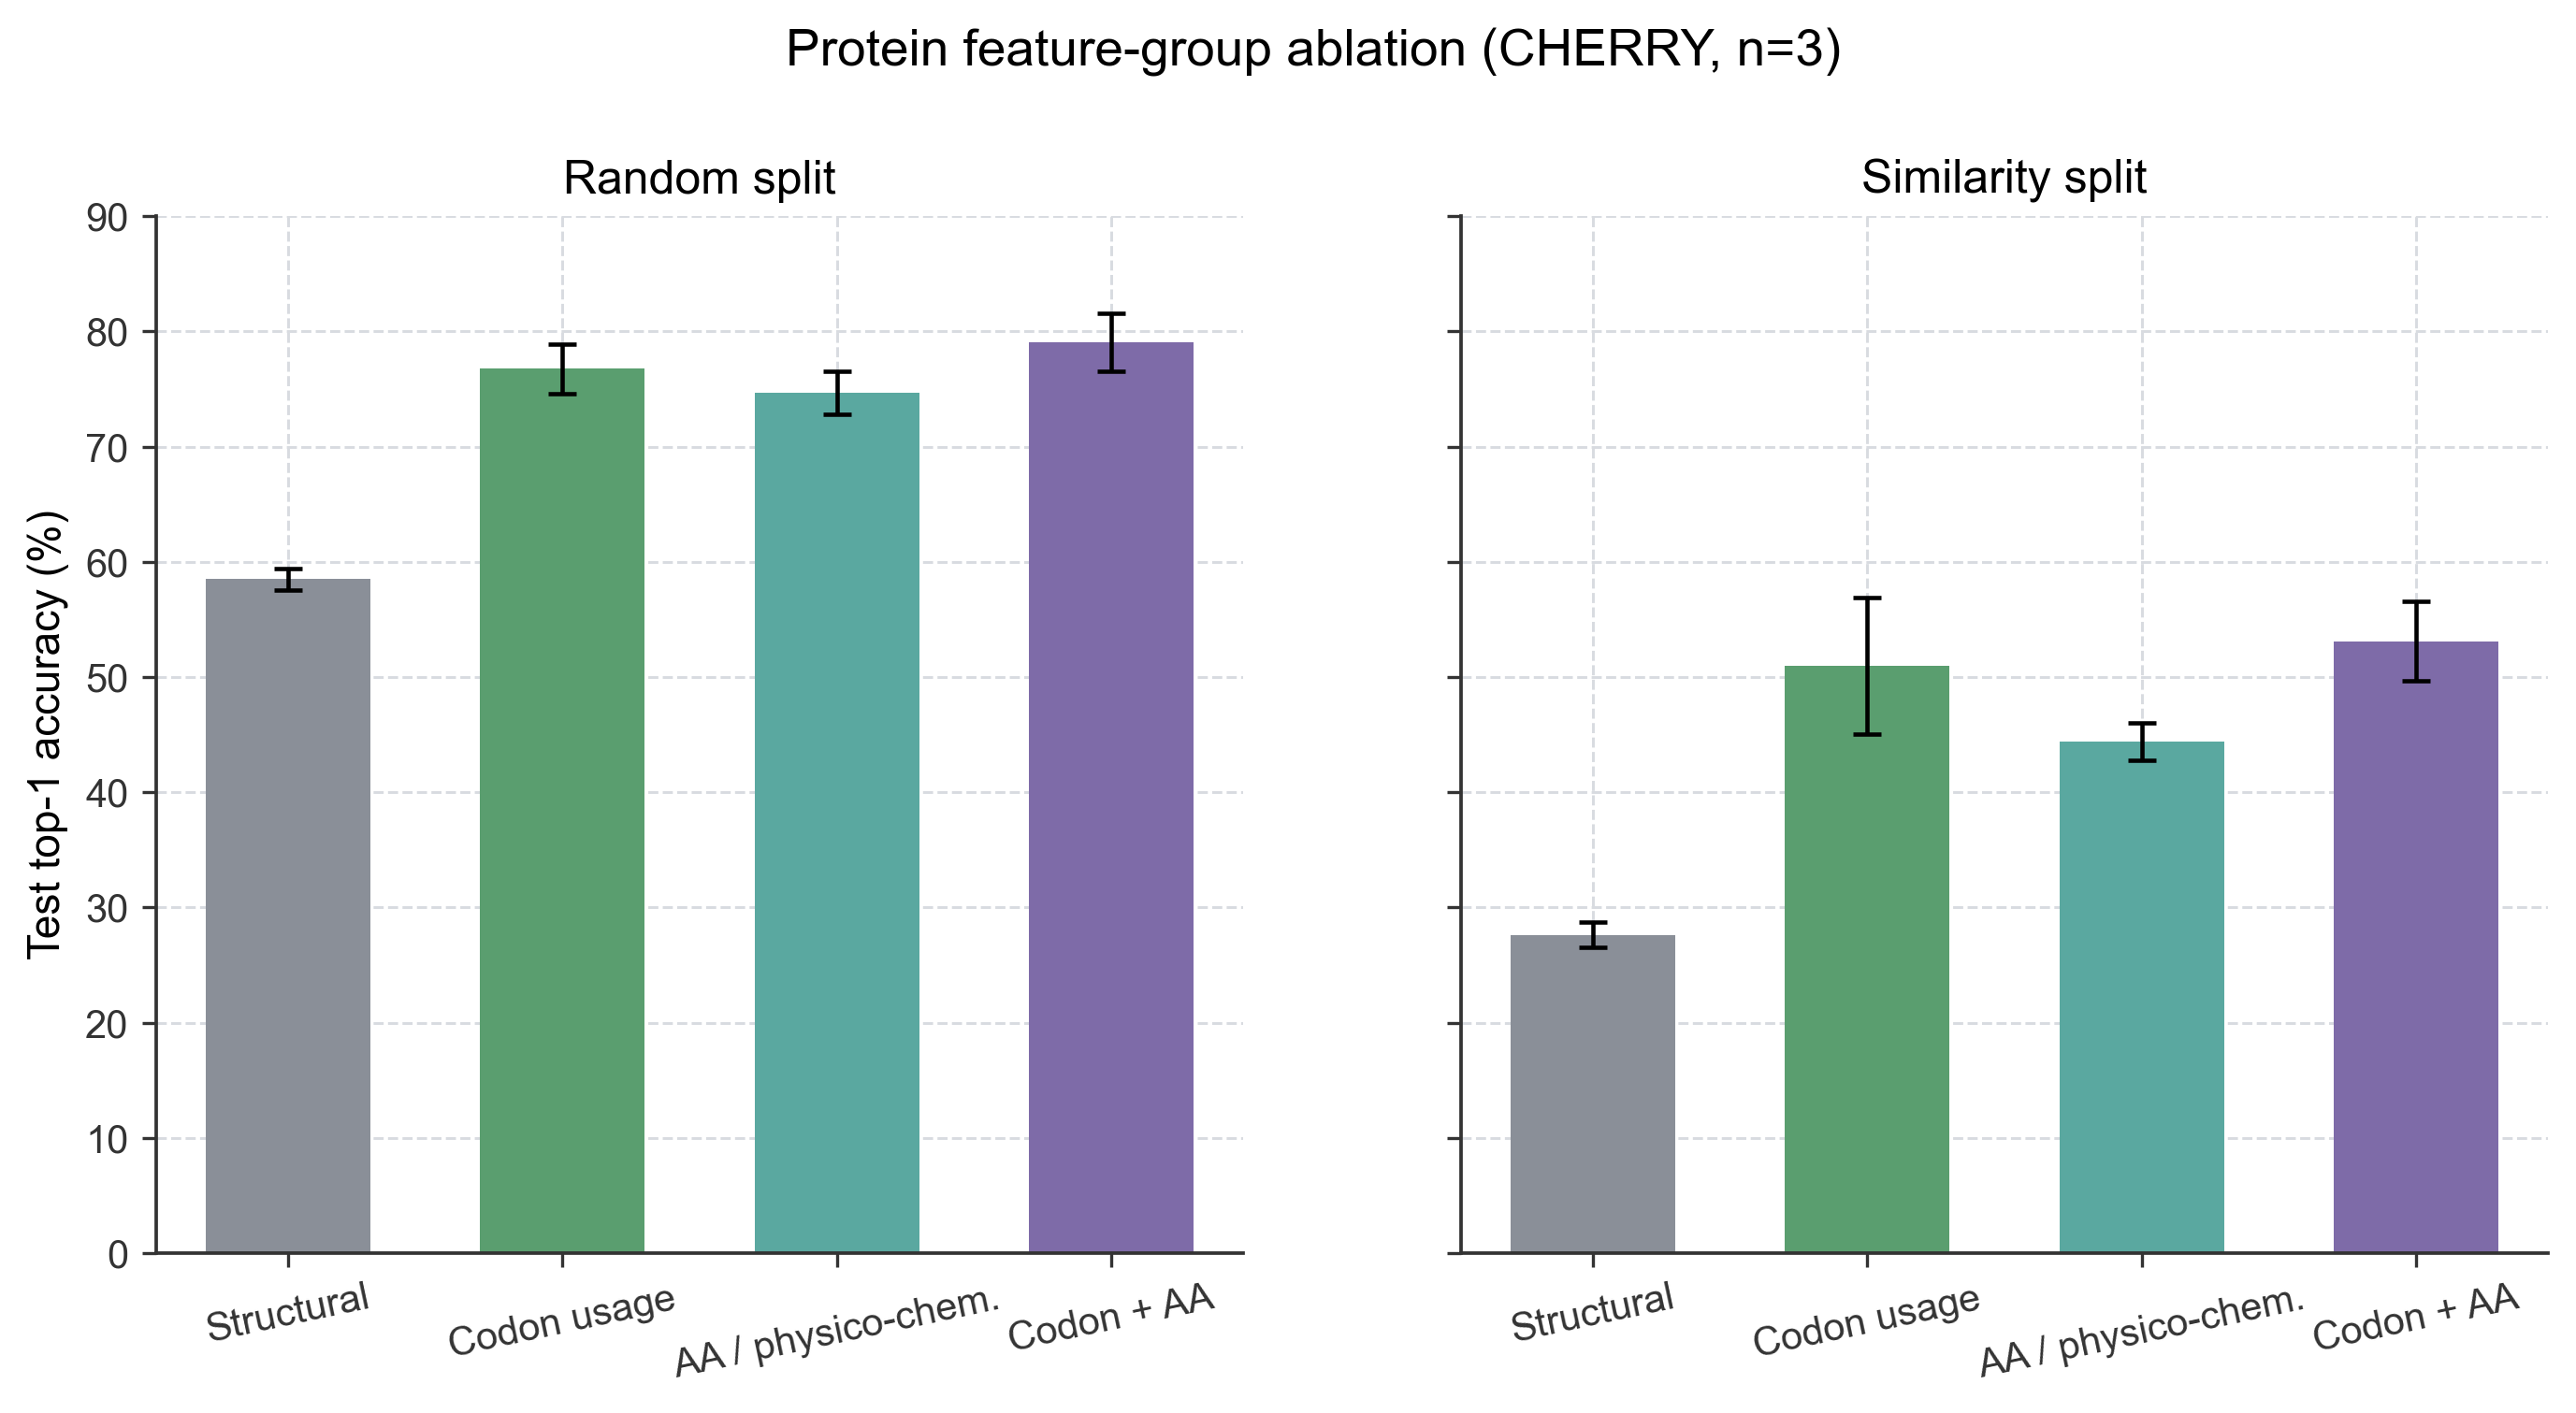 Protein feature-group ablation (CHERRY, n=3)
Random split
Test top-1 accuracy (%)
90
80
70
60
50
40
30
20
10
0
Structural
Codon usage
AA / physico-chem.
Codon + AA
Similarity split
Structural
Codon usage
AA / physico-chem.
Codon + AA